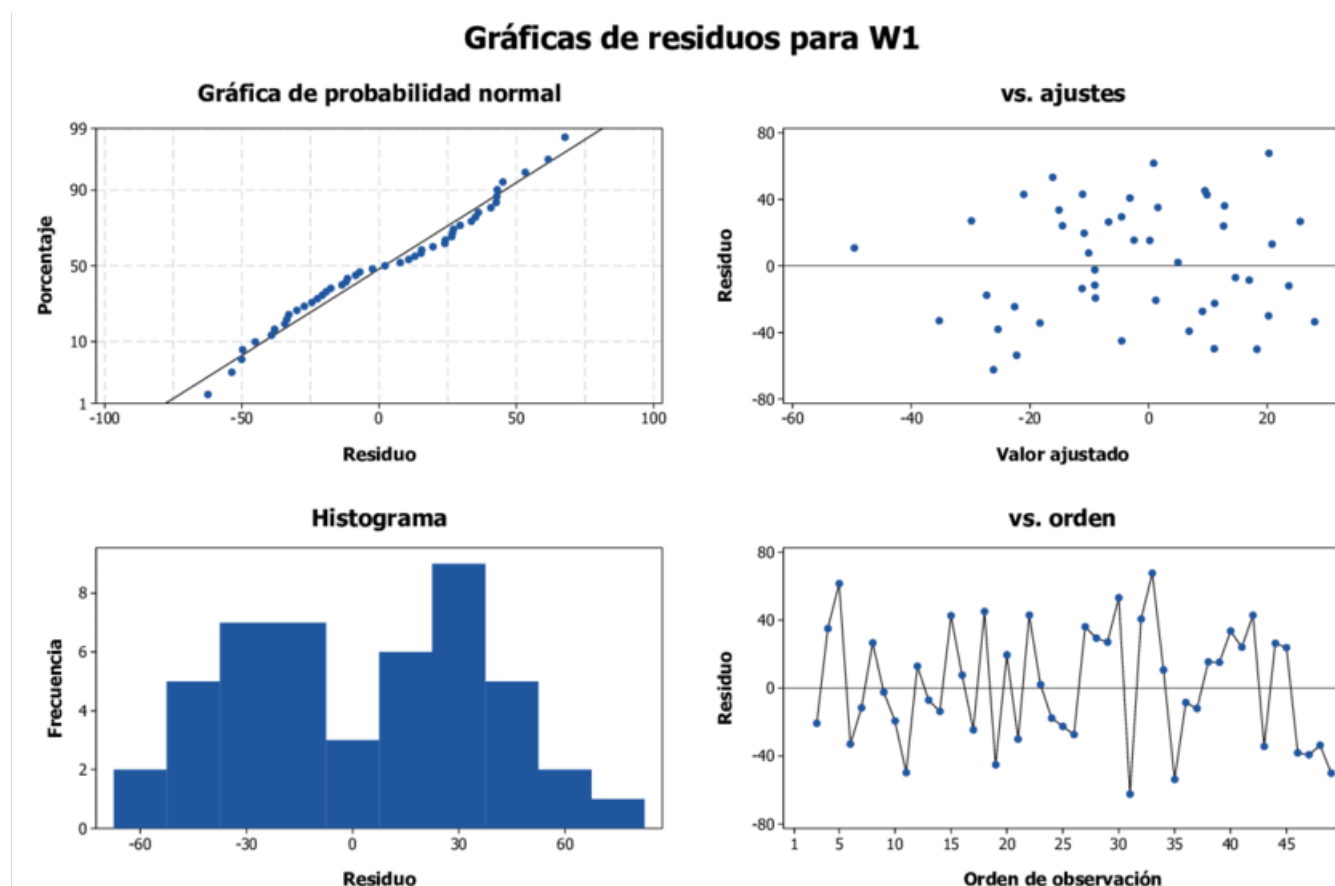 Gráficas de residuos para W1
Gráfica de probabilidad normal
99
90
50
10
1
Porcentaje
-100 -50 0 50 100
Residuo
vs. ajustes
80
40
0
-40
-80
Residuo
-60 -40 -20 0 20
Valor ajustado
Histograma
8
6
4
2
0
Frecuencia
-60 -30 0 30 60
Residuo
vs. orden
80
40
0
-40
-80
Residuo
1 5 10 15 20 25 30 35 40 45
Orden de observación